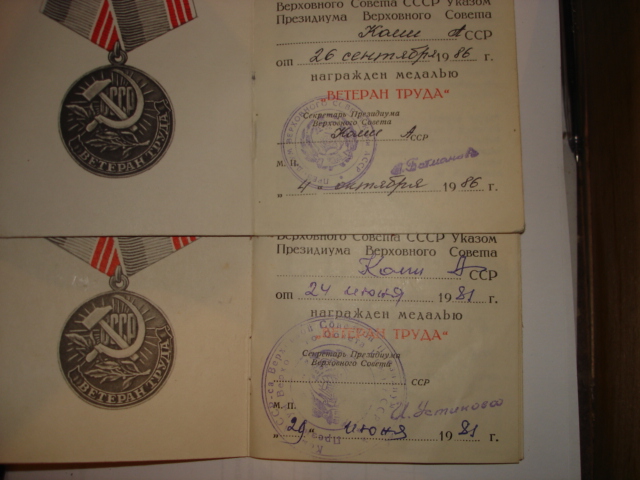 СССР
ВЕТЕРАН ТРУДА
Верховного Совета СССР Указом
Президиума Верховного Совета
Коми АССР
от 26 сентября 1986 г.
награжден медалью
ВЕТЕРАН ТРУДА"
Секретарь Президиума
Верховного Совета
Коми АССР
М. П.
„4" октября 1986 г.
СССР
ВЕТЕРАН ТРУДА
Верховного Совета СССР Указом
Президиума Верховного Совета
Коми А
от 24 июня 1981 г.
награжден медалью
„ВЕТЕРАН ТРУДА"
Секретарь Президиума
Верховного Совета
ССР
М. П.
И. Устинова
„29" июня 1981 г.